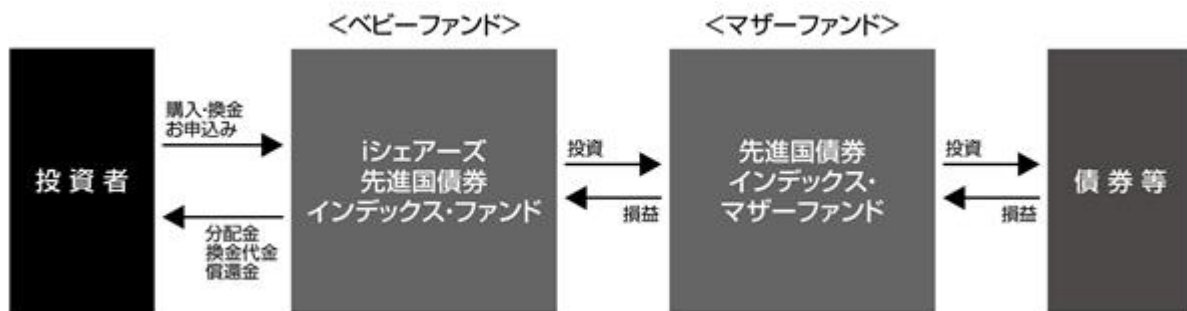 <ベビーファンド>
<マザーファンド>
投資者
購入・換金
お申込み
分配金
換金代金
償還金
iシェアーズ
先進国債券
インデックス・ファンド
投資
損益
先進国債券
インデックス・
マザーファンド
投資
損益
債券等